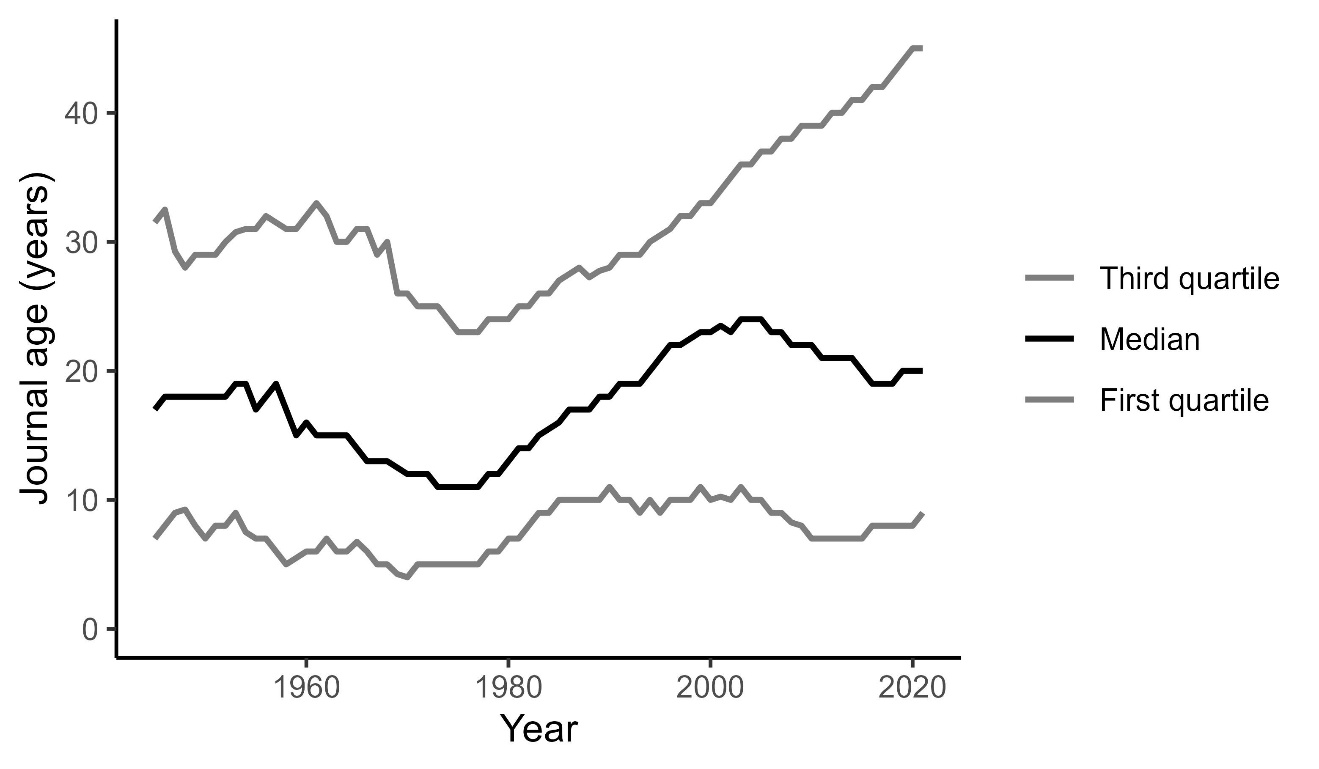 Journal age (years)
40
30
20
10
0
1960 1980 2000 2020
Year
Third quartile
Median
First quartile